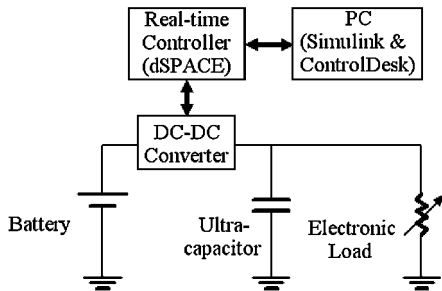 Real-time
Controller
(dSPACE)
PC
(Simulink &
ControlDesk)
DC-DC
Converter
Battery
Ultra-
capacitor
Electronic
Load